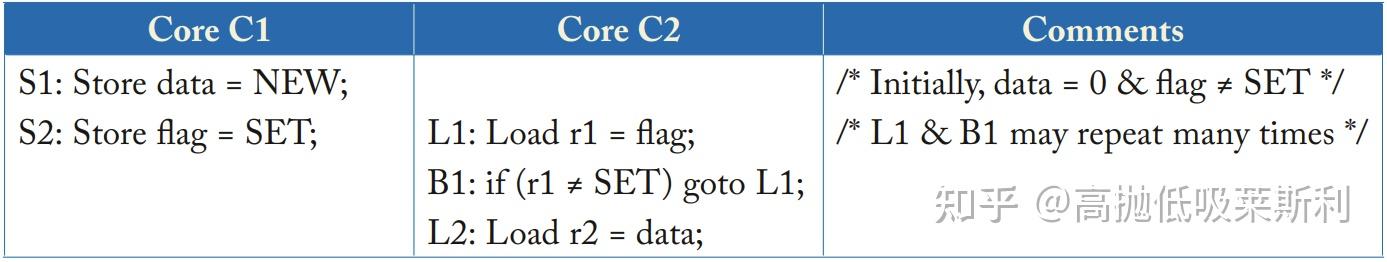 Core C1 Core C2 Comments
S1: Store data = NEW; /* Initially, data = 0 & flag ≠ SET */
S2: Store flag = SET; L1: Load r1 = flag; /* L1 & B1 may repeat many times */
B1: if (r1 ≠ SET) goto L1;
L2: Load r2 = data;
知乎 @高抛低吸莱斯利